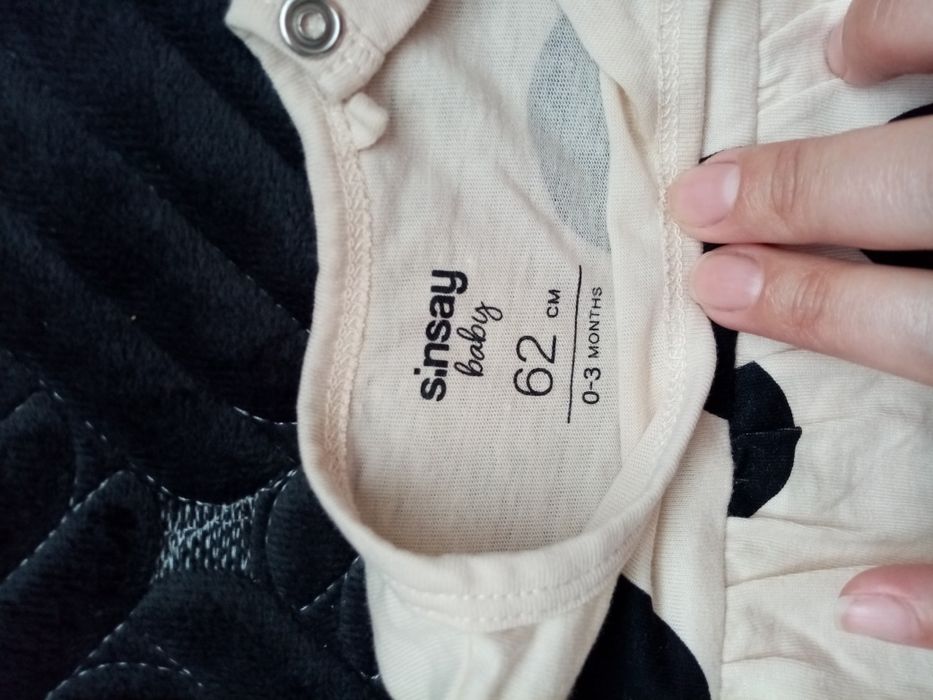 sinsay
baby
62 CM
0-3 MONTHS